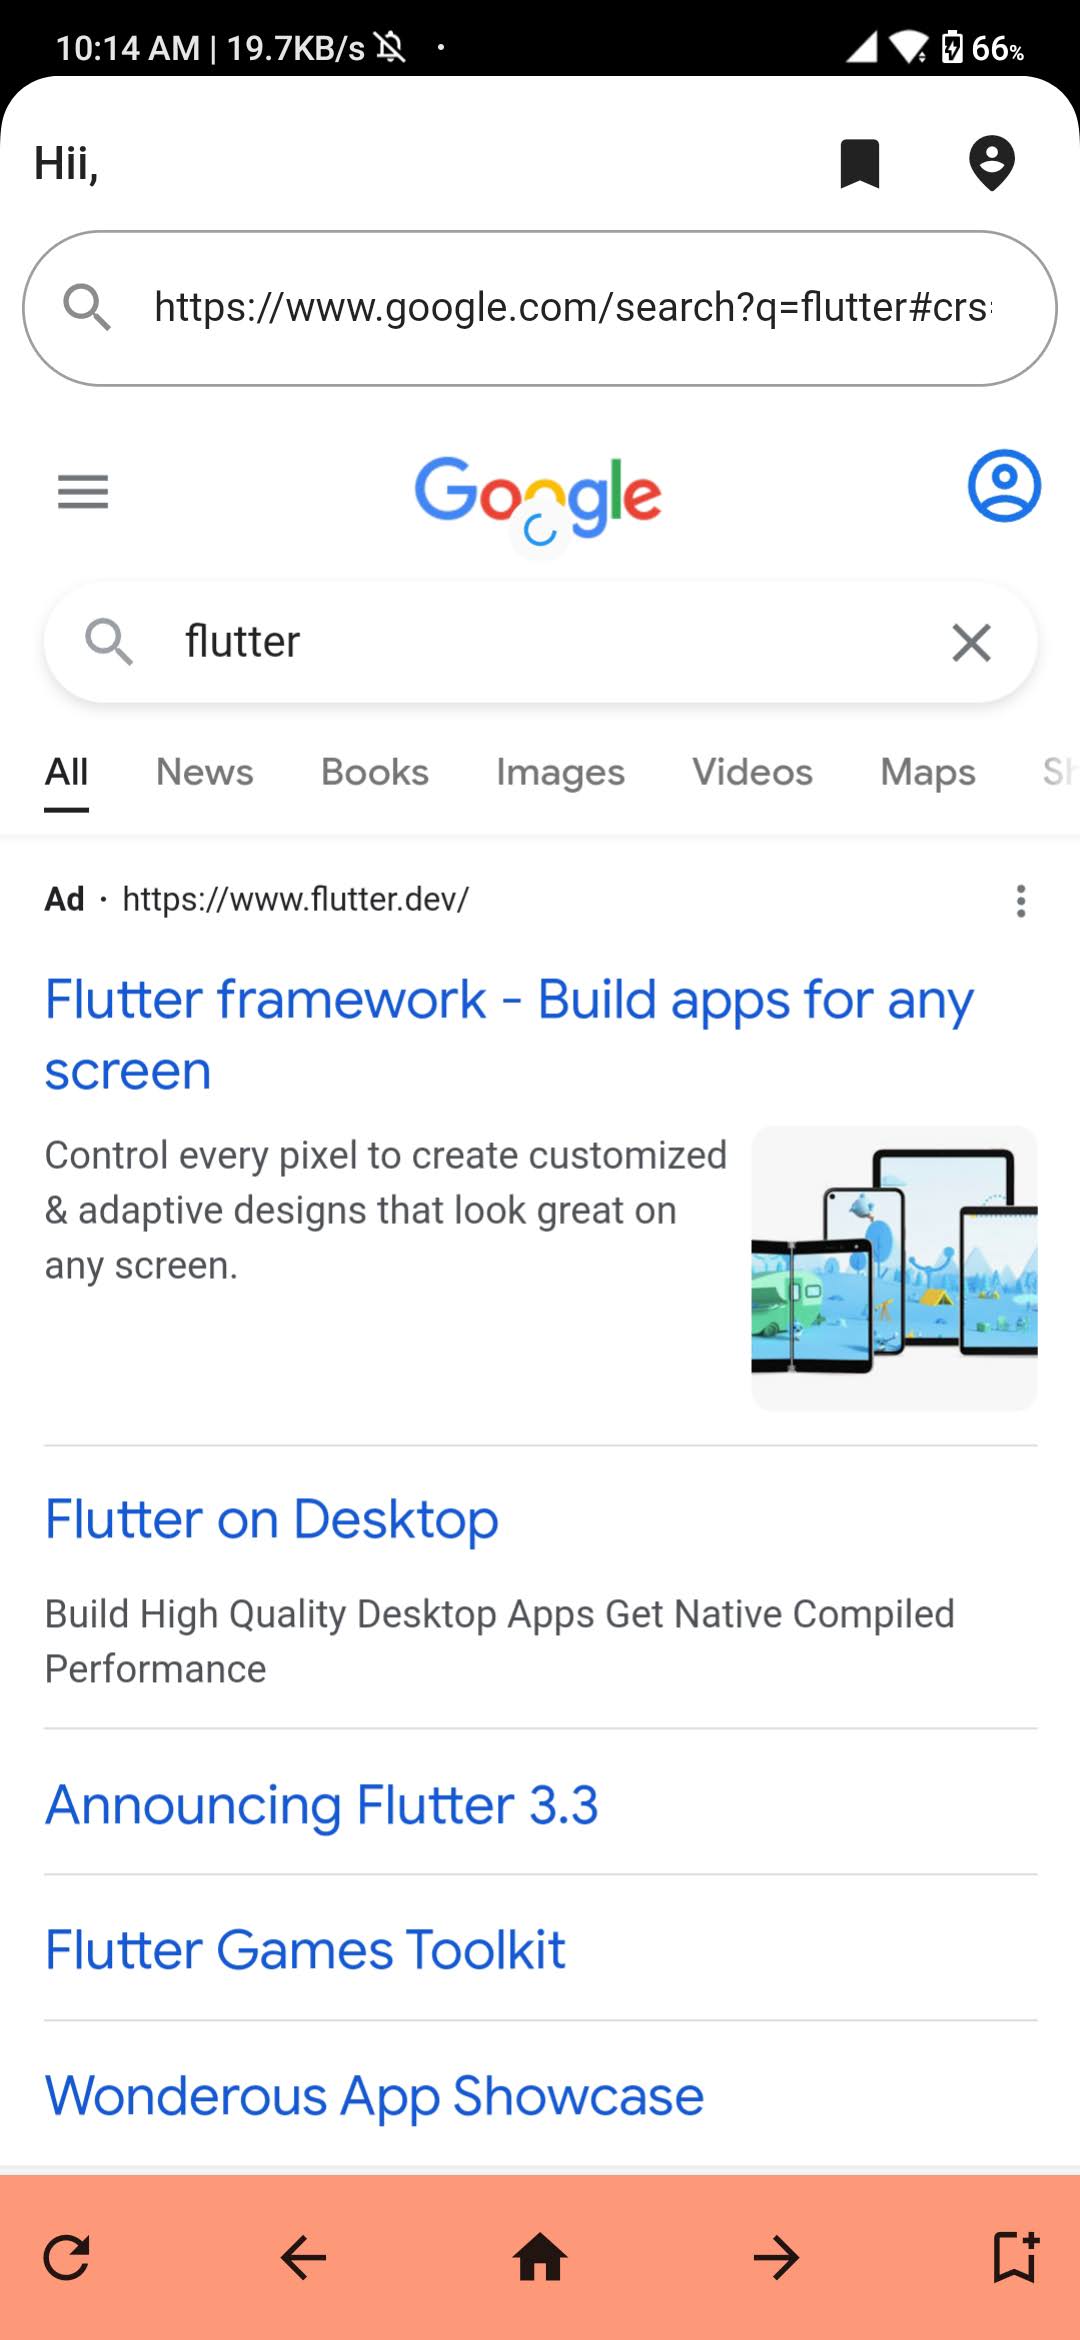 10:14 AM | 19.7KB/s 66%
Hii,
https://www.google.com/search?q=flutter#crs
Google
flutter
All News Books Images Videos Maps
Ad · https://www.flutter.dev/
Flutter framework - Build apps for any
screen
Control every pixel to create customized
& adaptive designs that look great on
any screen.
Flutter on Desktop
Build High Quality Desktop Apps Get Native Compiled
Performance
Announcing Flutter 3.3
Flutter Games Toolkit
Wonderous App Showcase